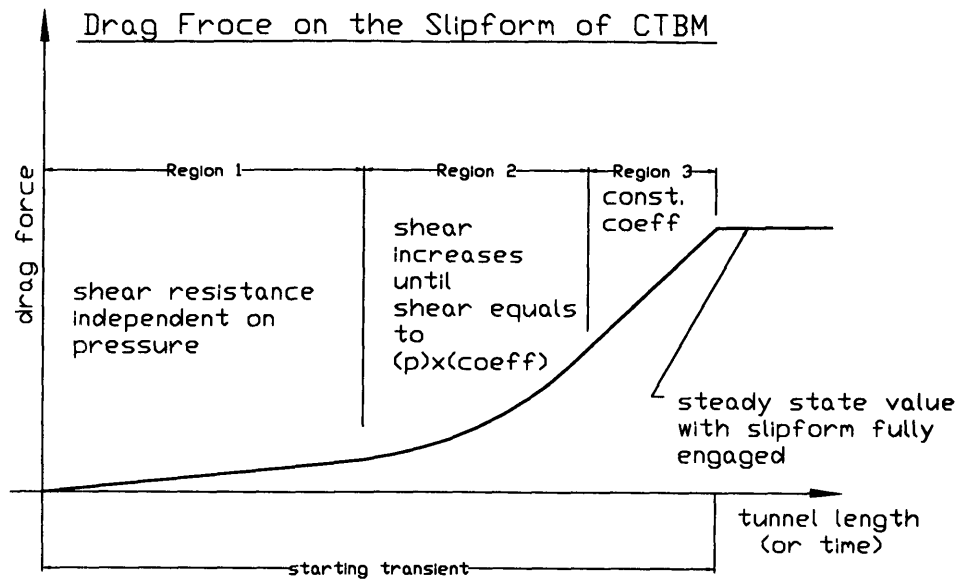 Drag Froce on the Slipform of CTBM
Region 1
Region 2
Region 3
const.
coeff
shear
increases
until
shear equals
to
(p)x(coeff)
shear resistance
independent on
pressure
drag force
steady state value
with slipform fully
engaged
tunnel length
(or time)
starting transient